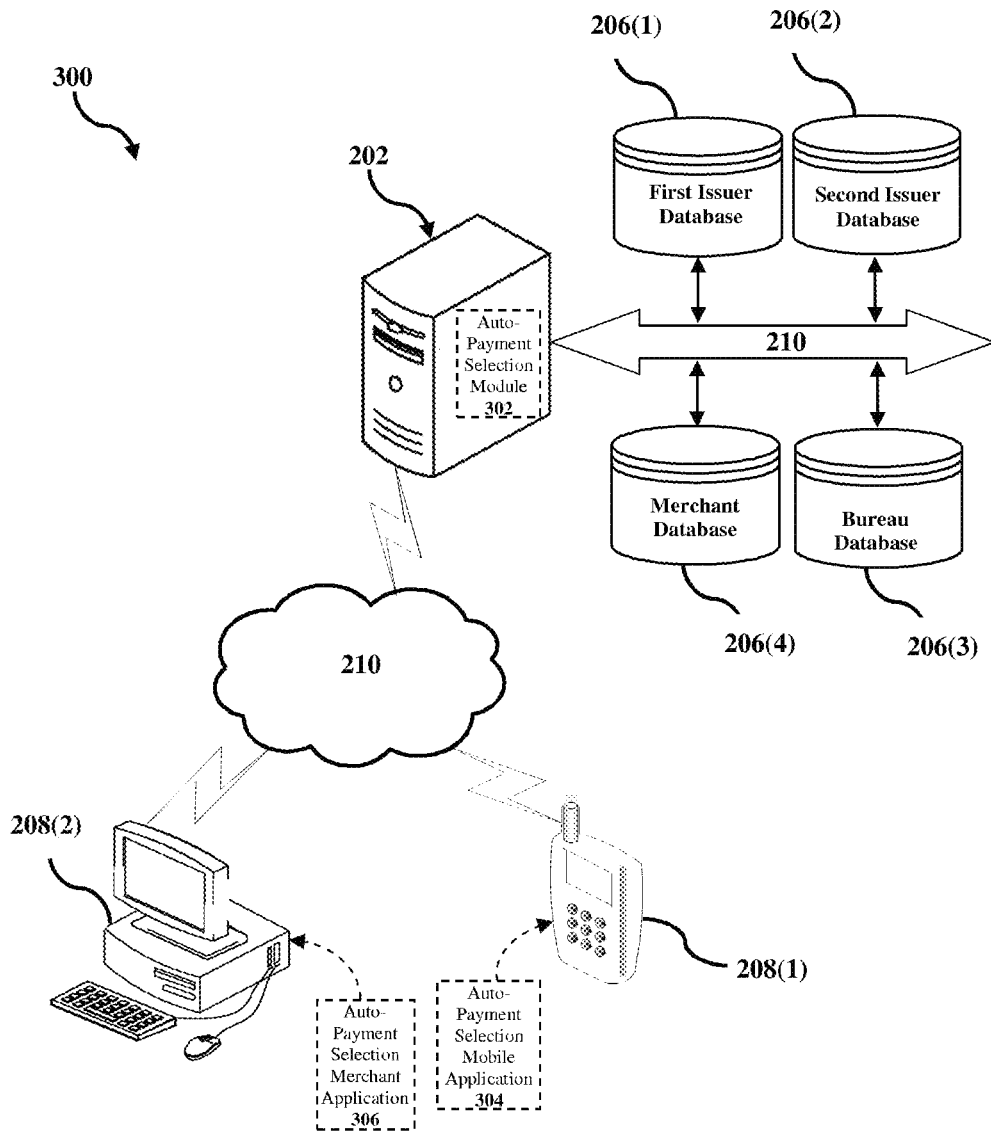 206(1)
206(2)
300
202
First Issuer
Database
Second Issuer
Database
Auto-
Payment
Selection
Module
302
210
Merchant
Database
Bureau
Database
206(4)
206(3)
210
208(2)
208(1)
Auto-
Payment
Selection
Merchant
Application
306
Auto-
Payment
Selection
Mobile
Application
304